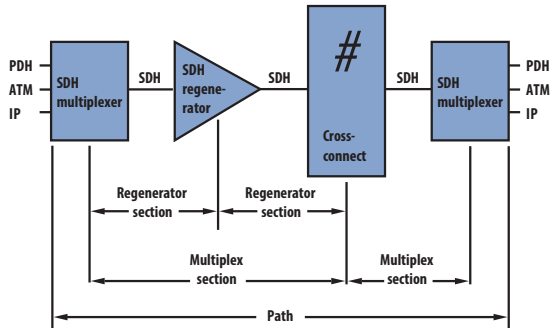 PDH
ATM
IP
SDH
multiplexer
SDH
SDH
regene-
rator
SDH
#
Cross-
connect
SDH
SDH
multiplexer
PDH
ATM
IP
Regenerator
section
Regenerator
section
Multiplex
section
Multiplex
section
Path